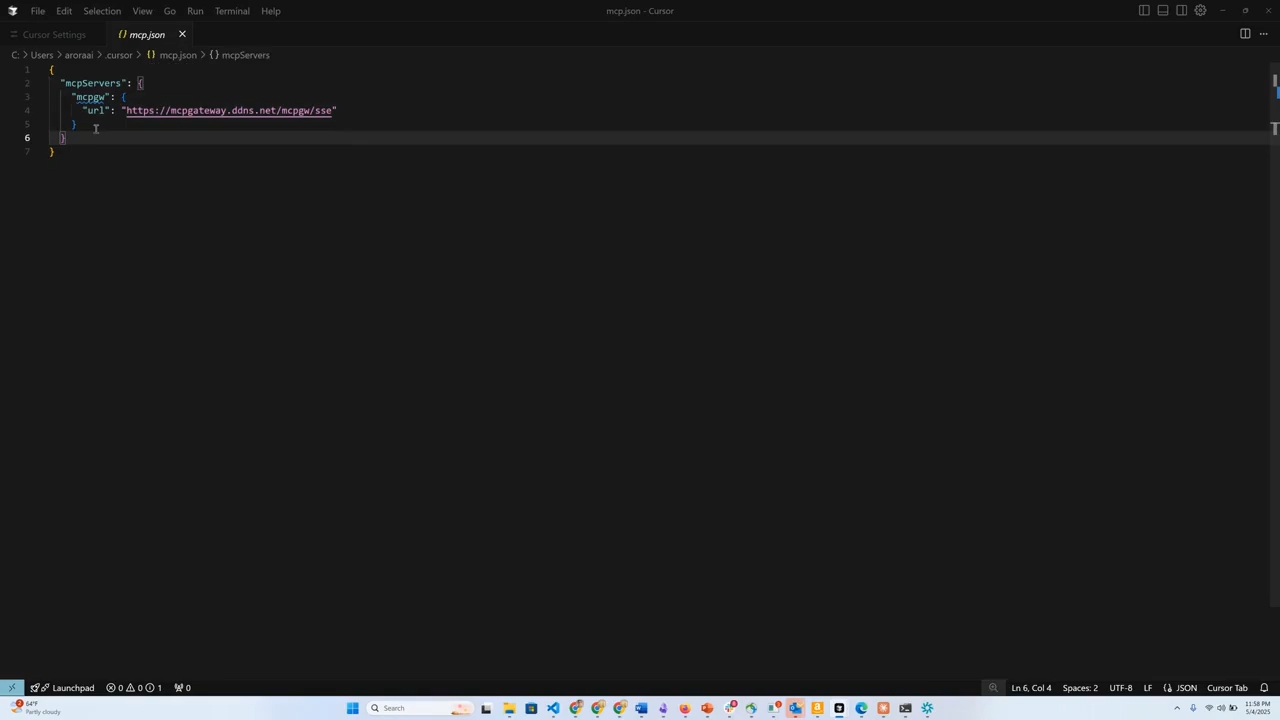 File Edit Selection View Go Run Terminal Help
mcp.json - Cursor
Cursor Settings
{} mcp.json
C: > Users > aroraai > .cursor > {} mcp.json > {} mcpServers
1 {
2 "mcpServers": {
3 "mcpgw": {
4 "url": "https://mcpgateway.ddns.net/mcpgw/sse"
5 }
6 }
7 }
Launchpad 0 0 1 0
Ln 6, Col 4 Spaces: 2 UTF-8 LF {} JSON Cursor Tab
64°F
Partly cloudy
Search
11:58 PM
5/4/2025